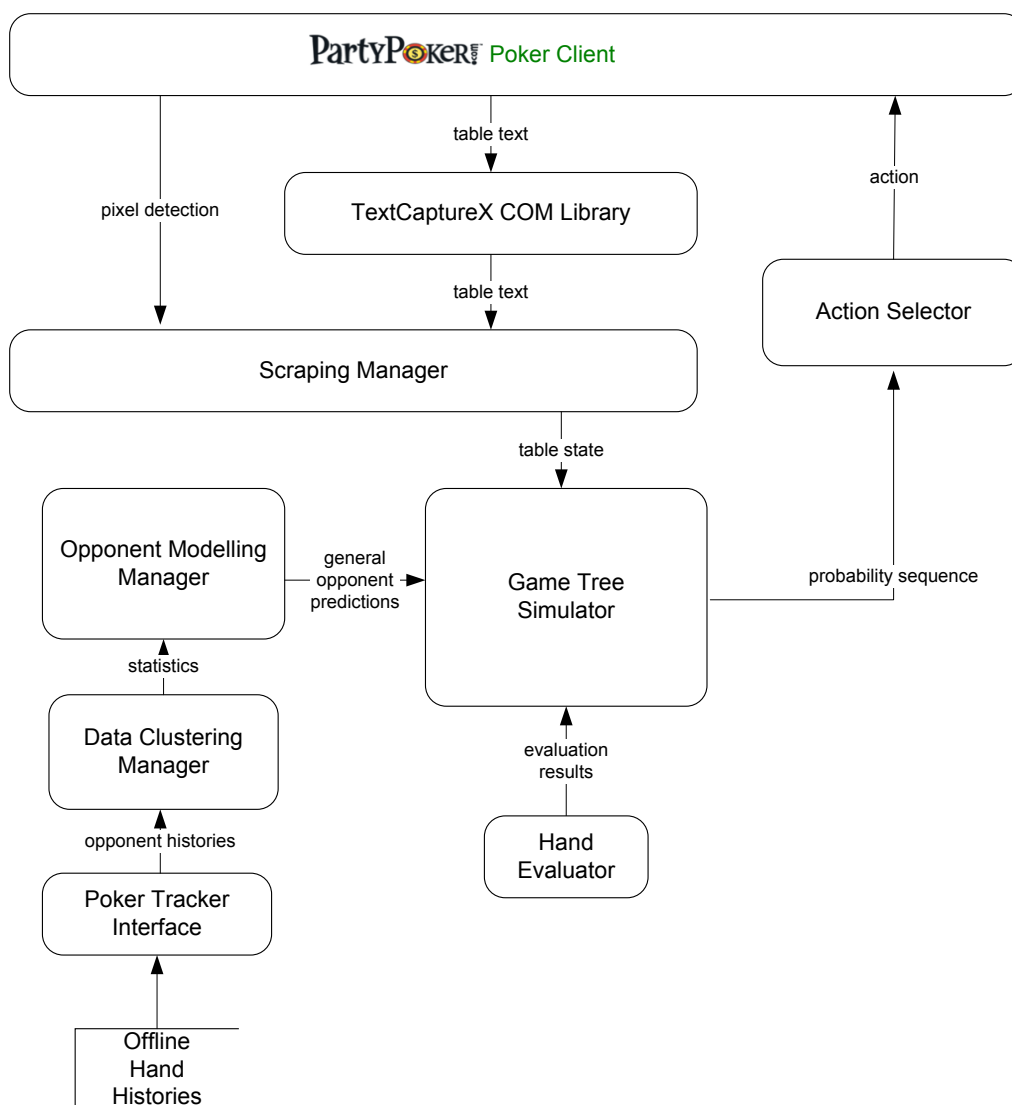 PartyPoker.com Poker Client
table text
pixel detection
TextCaptureX COM Library
action
table text
Action Selector
Scraping Manager
table state
Opponent Modelling
Manager
general
opponent
predictions
Game Tree
Simulator
probability sequence
statistics
Data Clustering
Manager
evaluation
results
opponent histories
Hand
Evaluator
Poker Tracker
Interface
Offline
Hand
Histories